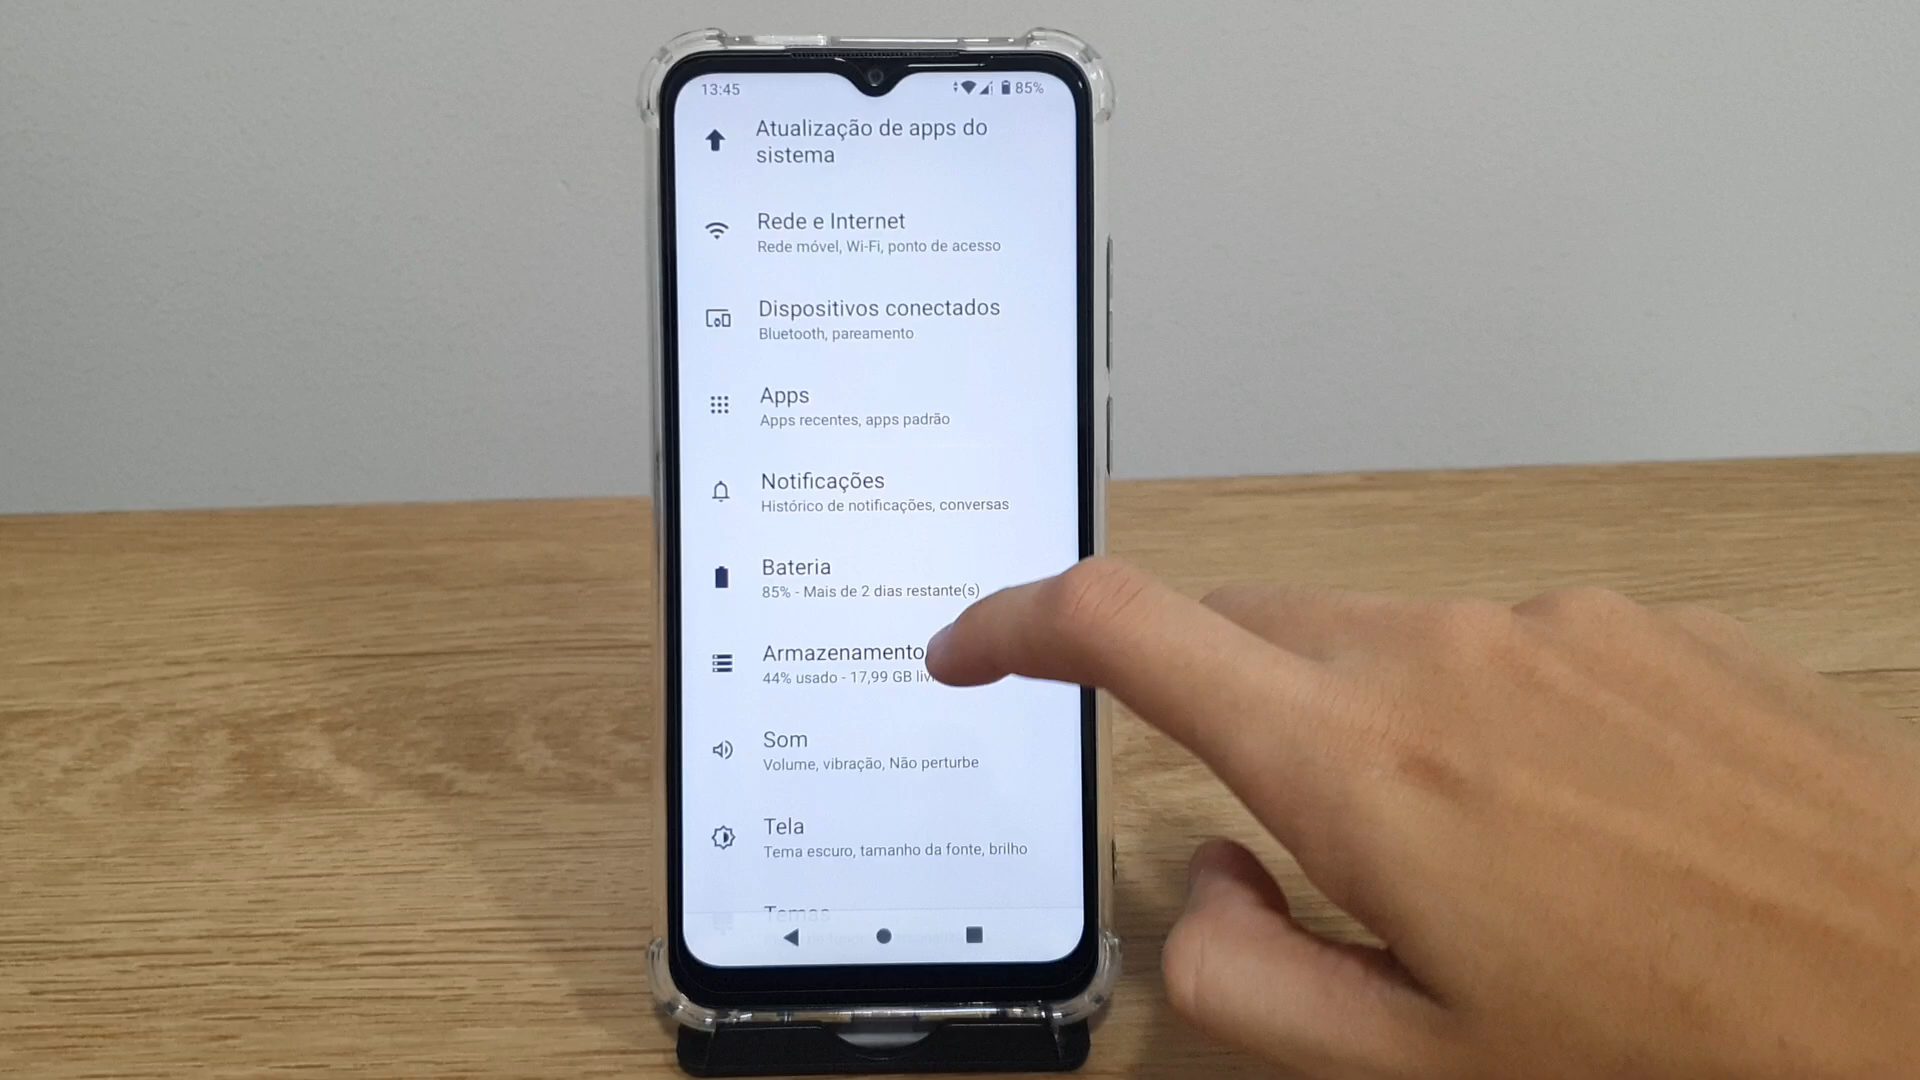 13:45
85%
Atualização de apps do
sistema
Rede e Internet
Rede móvel, Wi-Fi, ponto de acesso
Dispositivos conectados
Bluetooth, pareamento
Apps
Apps recentes, apps padrão
Notificações
Histórico de notificações, conversas
Bateria
85% - Mais de 2 dias restante(s)
Armazenamento
44% usado - 17,99 GB
Som
Volume, vibração, Não perturbe
Tela
Tema escuro, tamanho da fonte, brilho
Temas